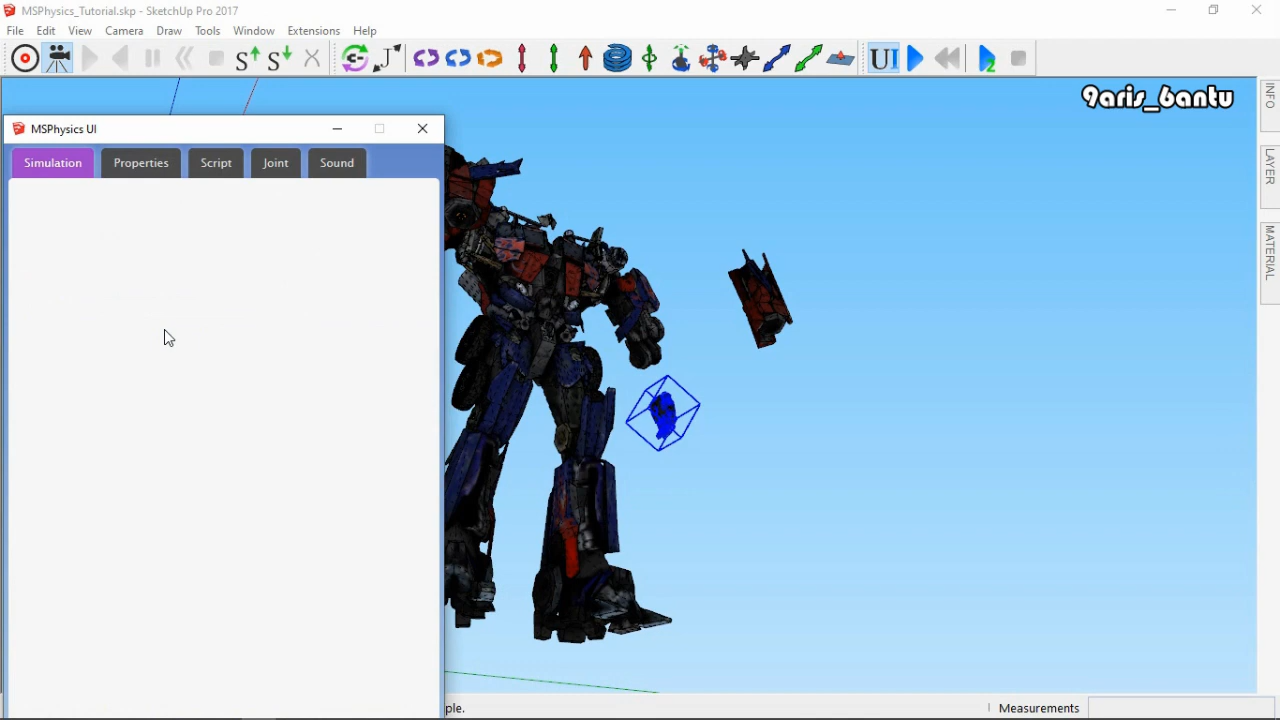 MSPhysics_Tutorial.skp - SketchUp Pro 2017
File Edit View Camera Draw Tools Window Extensions Help
UI
2
9aris_6antu
INFO
LAYER
MATERIAL
MSPhysics UI
Simulation Properties Script Joint Sound
ple.
Measurements